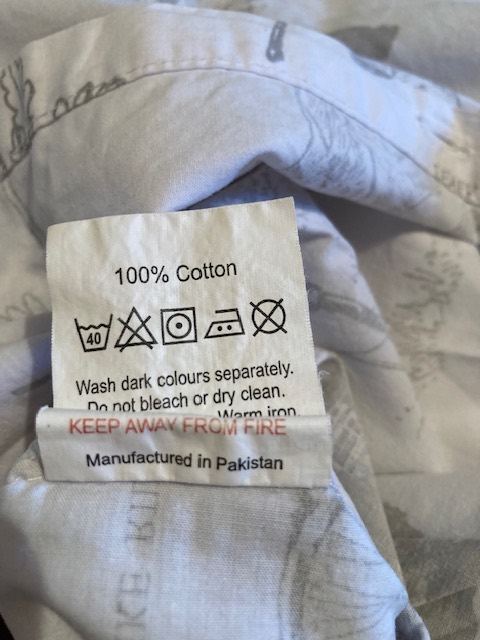 100% Cotton
40
Wash dark colours separately.
Do not bleach or dry clean.
Warm iron
KEEP AWAY FROM FIRE
Manufactured in Pakistan